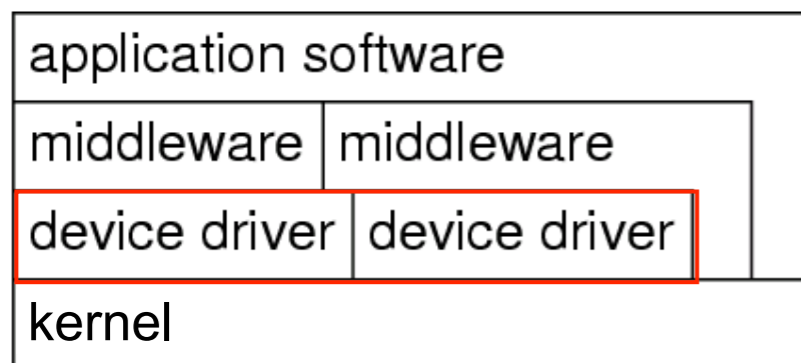 application software
middleware middleware
device driver device driver
kernel